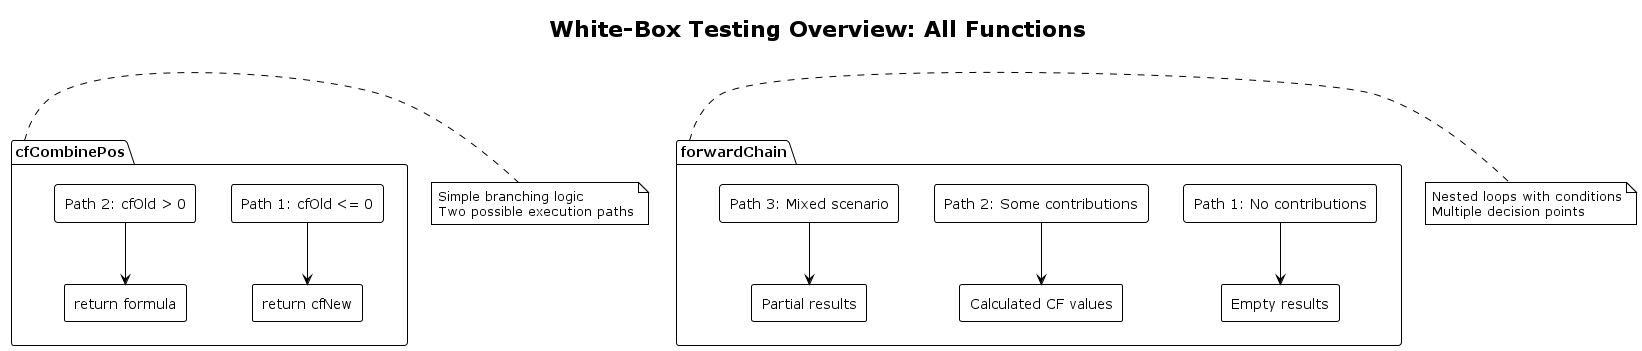 White-Box Testing Overview: All Functions
cfCombinePos
Path 2: cfOld > 0
Path 1: cfOld <= 0
return formula
return cfNew
Simple branching logic
Two possible execution paths
forwardChain
Path 3: Mixed scenario
Path 2: Some contributions
Path 1: No contributions
Partial results
Calculated CF values
Empty results
Nested loops with conditions
Multiple decision points